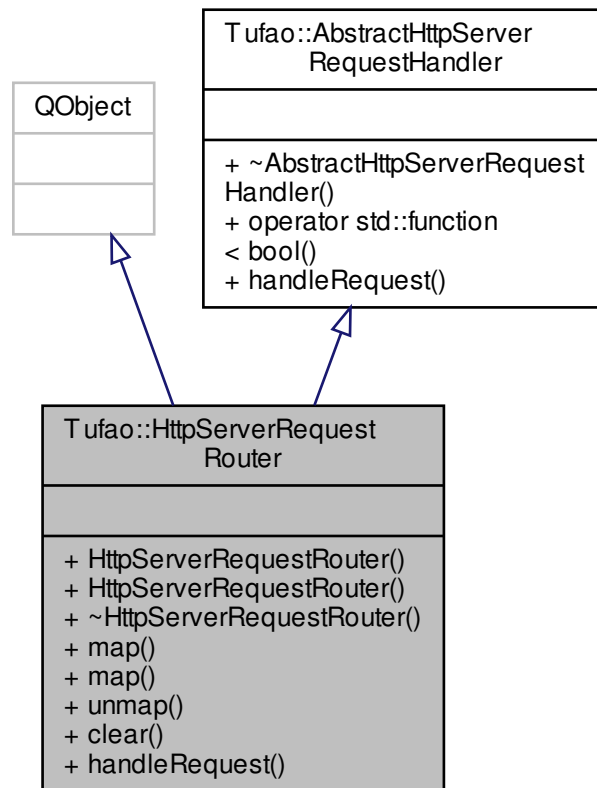 QObject
Tufao::AbstractHttpServer
RequestHandler
+ ~AbstractHttpServerRequest
Handler()
+ operator std::function
< bool()
+ handleRequest()
Tufao::HttpServerRequest
Router
+ HttpServerRequestRouter()
+ HttpServerRequestRouter()
+ ~HttpServerRequestRouter()
+ map()
+ map()
+ unmap()
+ clear()
+ handleRequest()